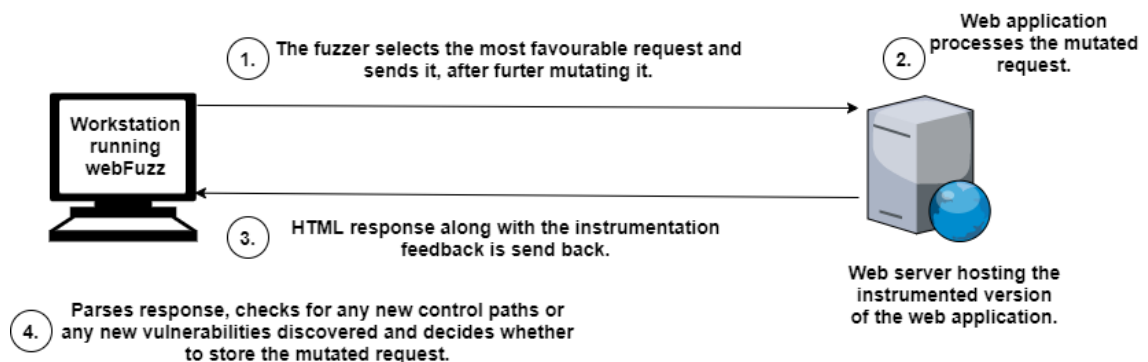 1.
The fuzzer selects the most favourable request and
sends it, after furter mutating it.
2.
Web application
processes the mutated
request.
Workstation
running
webFuzz
3.
HTML response along with the instrumentation
feedback is send back.
Web server hosting the
instrumented version
of the web application.
4.
Parses response, checks for any new control paths or
any new vulnerabilities discovered and decides whether
to store the mutated request.